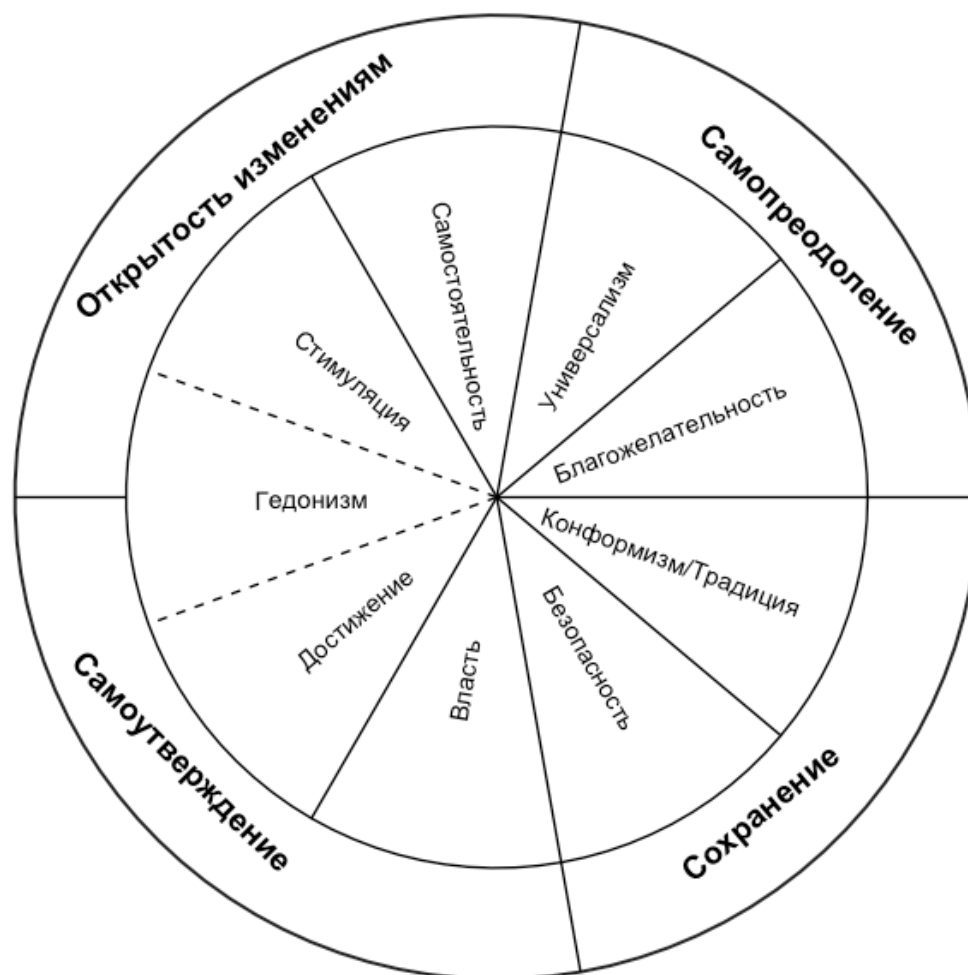 Открытость изменениям
Самопреодоление
Самостоятельность
Универсализм
Стимуляция
Благожелательность
Гедонизм
Конформизм/Традиция
Достижение
Безопасность
Власть
Самоутверждение
Сохранение